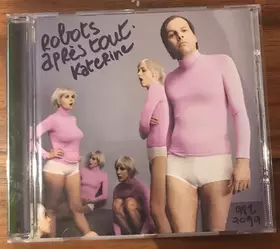 Robots
après tout.
Katerine